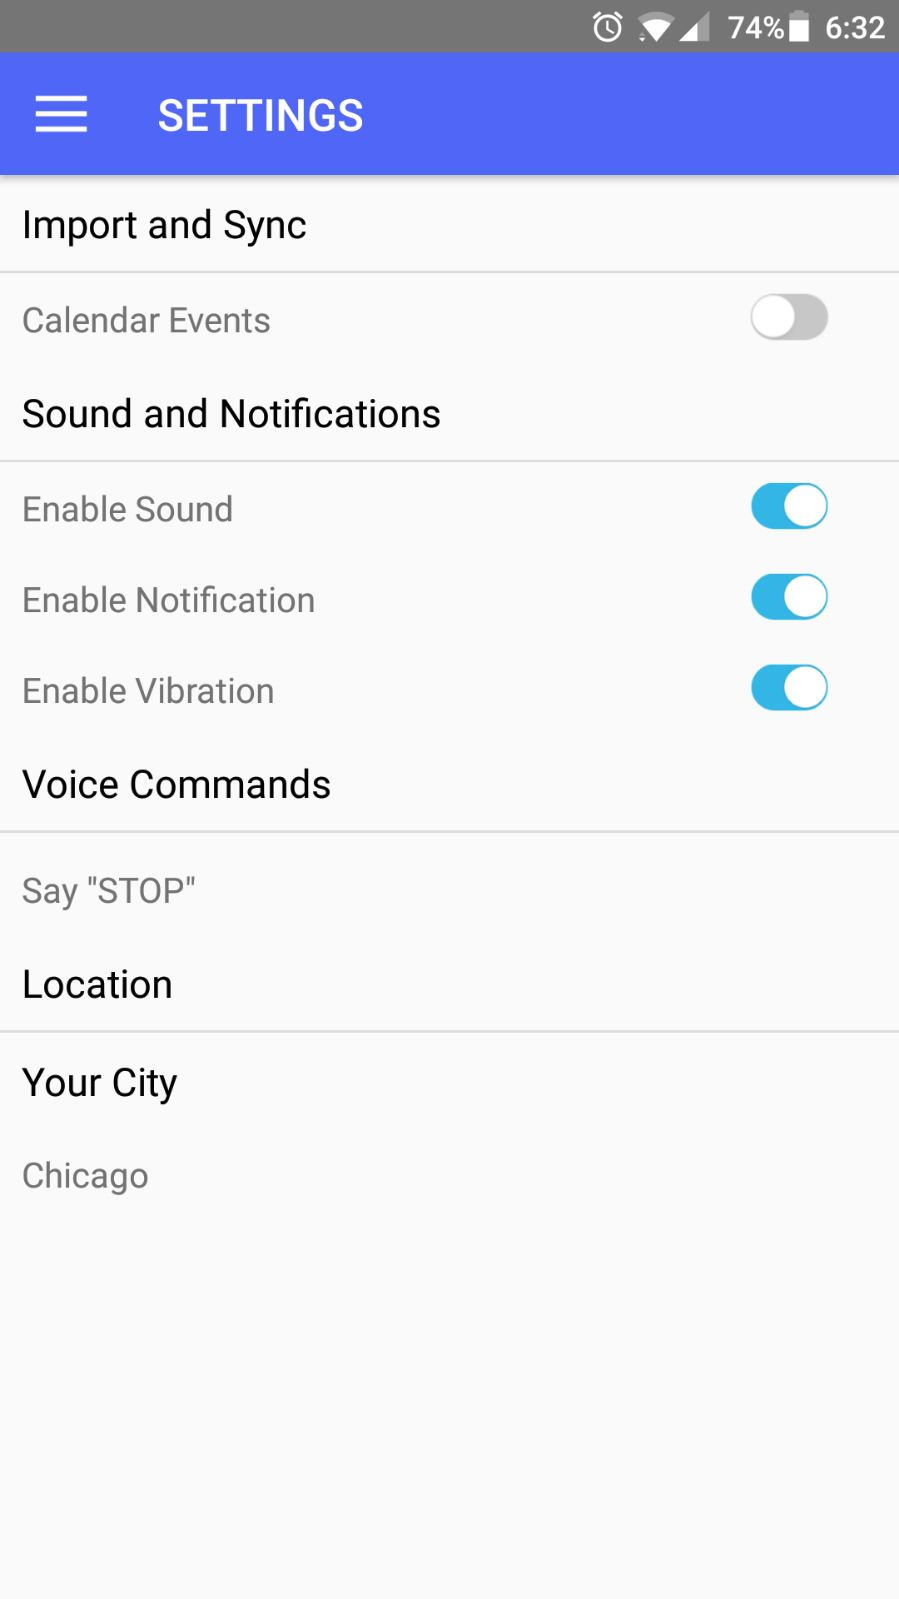 74% 6:32
SETTINGS
Import and Sync
Calendar Events
Sound and Notifications
Enable Sound
Enable Notification
Enable Vibration
Voice Commands
Say "STOP"
Location
Your City
Chicago